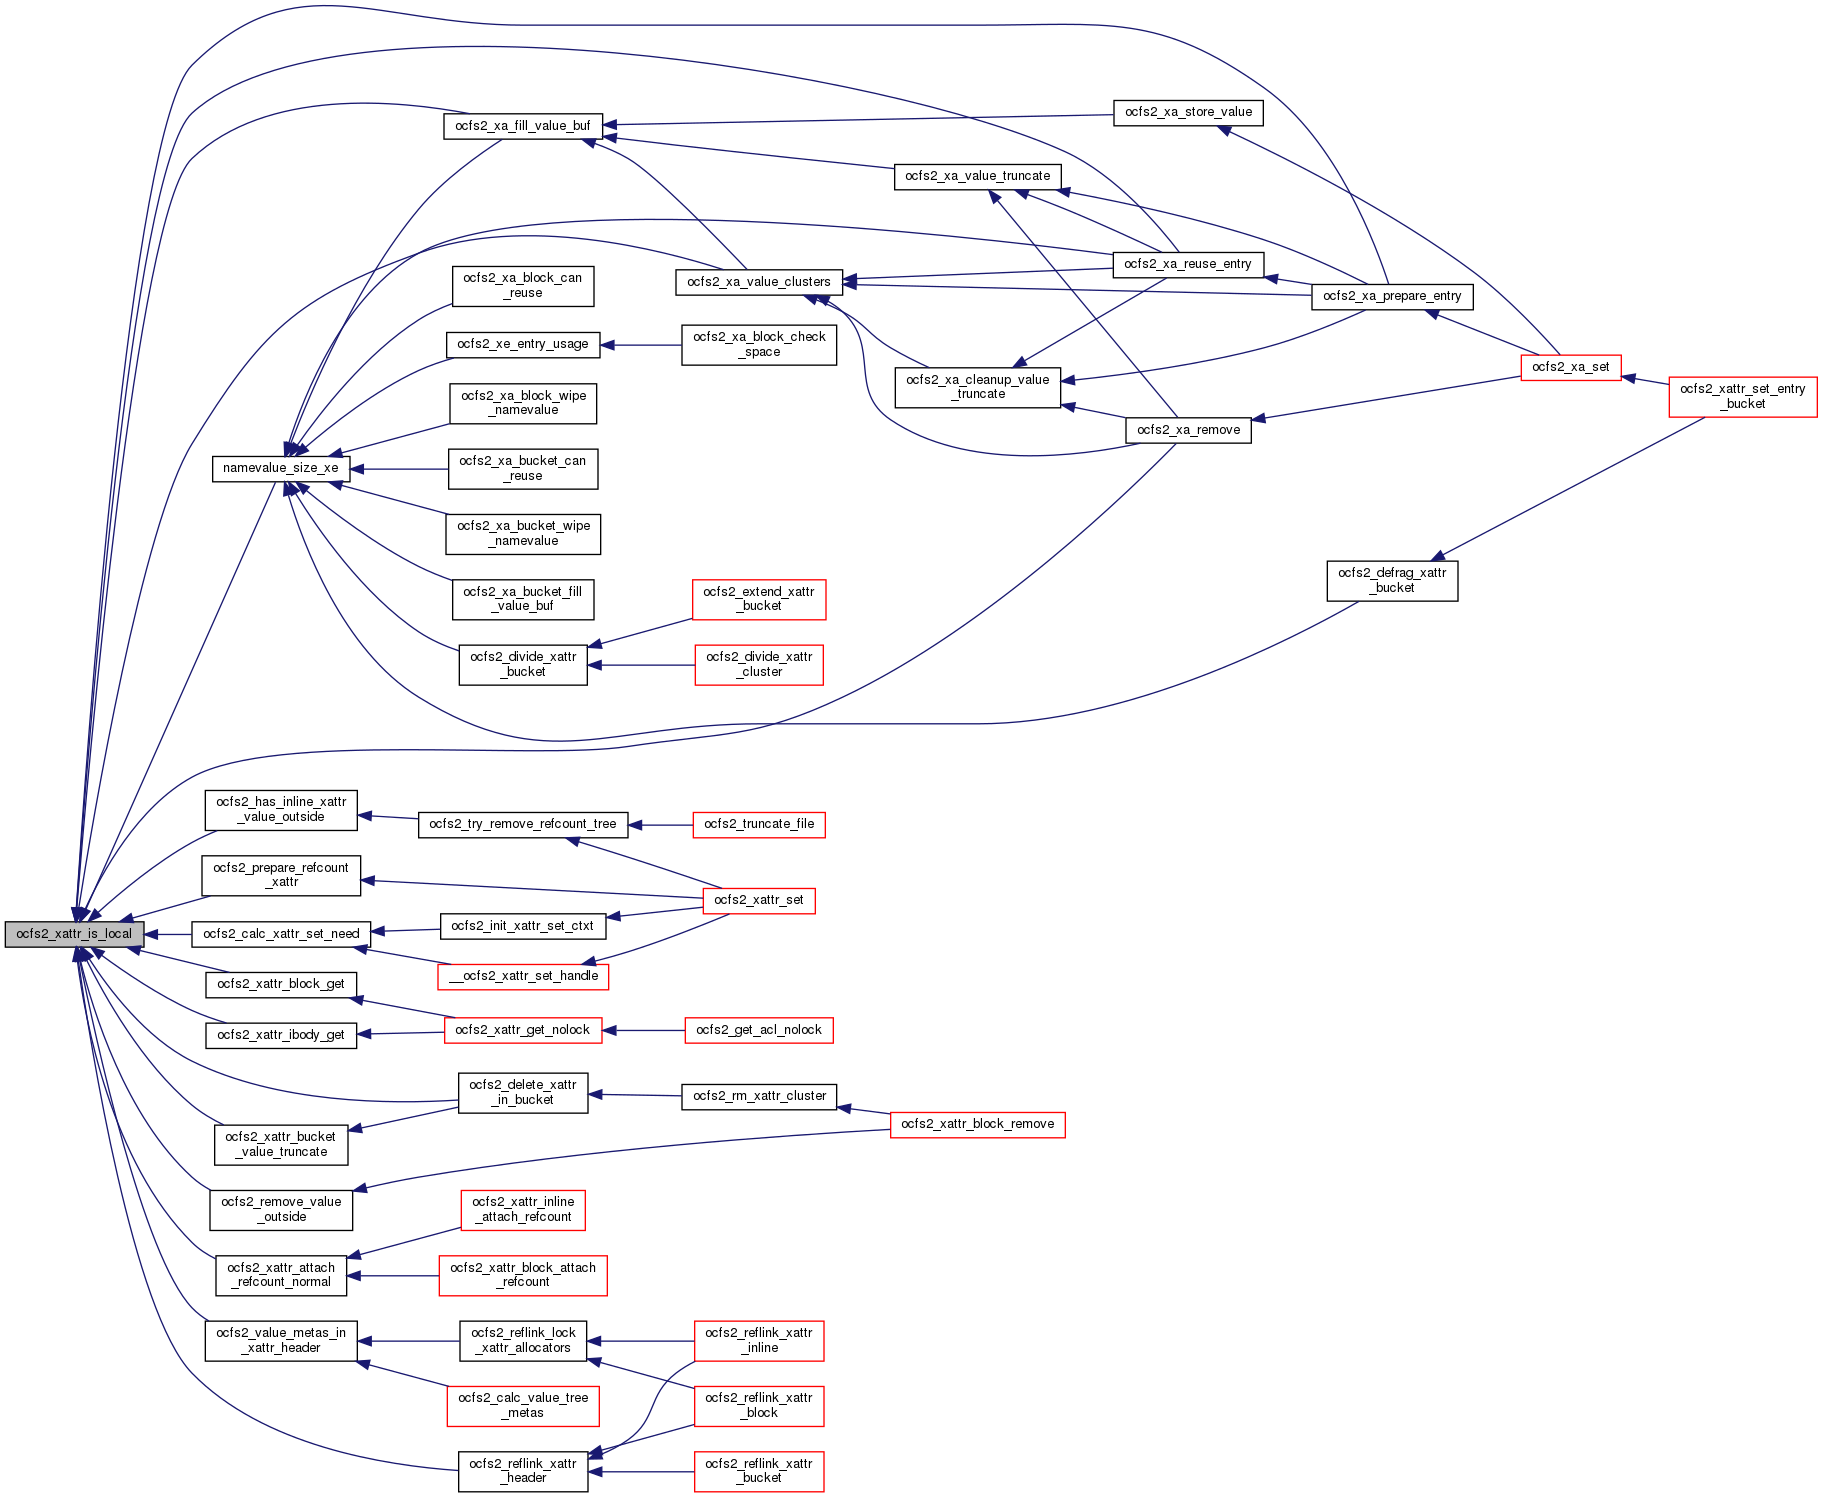 ocfs2_xa_fill_value_buf
ocfs2_xa_store_value
ocfs2_xa_value_truncate
ocfs2_xa_reuse_entry
ocfs2_xa_block_can
_reuse
ocfs2_xa_value_clusters
ocfs2_xa_prepare_entry
ocfs2_xe_entry_usage
ocfs2_xa_block_check
_space
ocfs2_xa_set
ocfs2_xa_cleanup_value
_truncate
ocfs2_xattr_set_entry
_bucket
ocfs2_xa_block_wipe
_namevalue
ocfs2_xa_remove
namevalue_size_xe
ocfs2_xa_bucket_can
_reuse
ocfs2_xa_bucket_wipe
_namevalue
ocfs2_defrag_xattr
_bucket
ocfs2_xa_bucket_fill
_value_buf
ocfs2_extend_xattr
_bucket
ocfs2_divide_xattr
_bucket
ocfs2_divide_xattr
_cluster
ocfs2_has_inline_xattr
_value_outside
ocfs2_try_remove_refcount_tree
ocfs2_truncate_file
ocfs2_prepare_refcount
_xattr
ocfs2_xattr_set
ocfs2_xattr_is_local
ocfs2_calc_xattr_set_need
ocfs2_init_xattr_set_ctxt
__ocfs2_xattr_set_handle
ocfs2_xattr_block_get
ocfs2_xattr_ibody_get
ocfs2_xattr_get_nolock
ocfs2_get_acl_nolock
ocfs2_delete_xattr
_in_bucket
ocfs2_rm_xattr_cluster
ocfs2_xattr_block_remove
ocfs2_xattr_bucket
_value_truncate
ocfs2_remove_value
_outside
ocfs2_xattr_inline
_attach_refcount
ocfs2_xattr_attach
_refcount_normal
ocfs2_xattr_block_attach
_refcount
ocfs2_value_metas_in
_xattr_header
ocfs2_reflink_lock
_xattr_allocators
ocfs2_reflink_xattr
_inline
ocfs2_calc_value_tree
_metas
ocfs2_reflink_xattr
_block
ocfs2_reflink_xattr
_header
ocfs2_reflink_xattr
_bucket